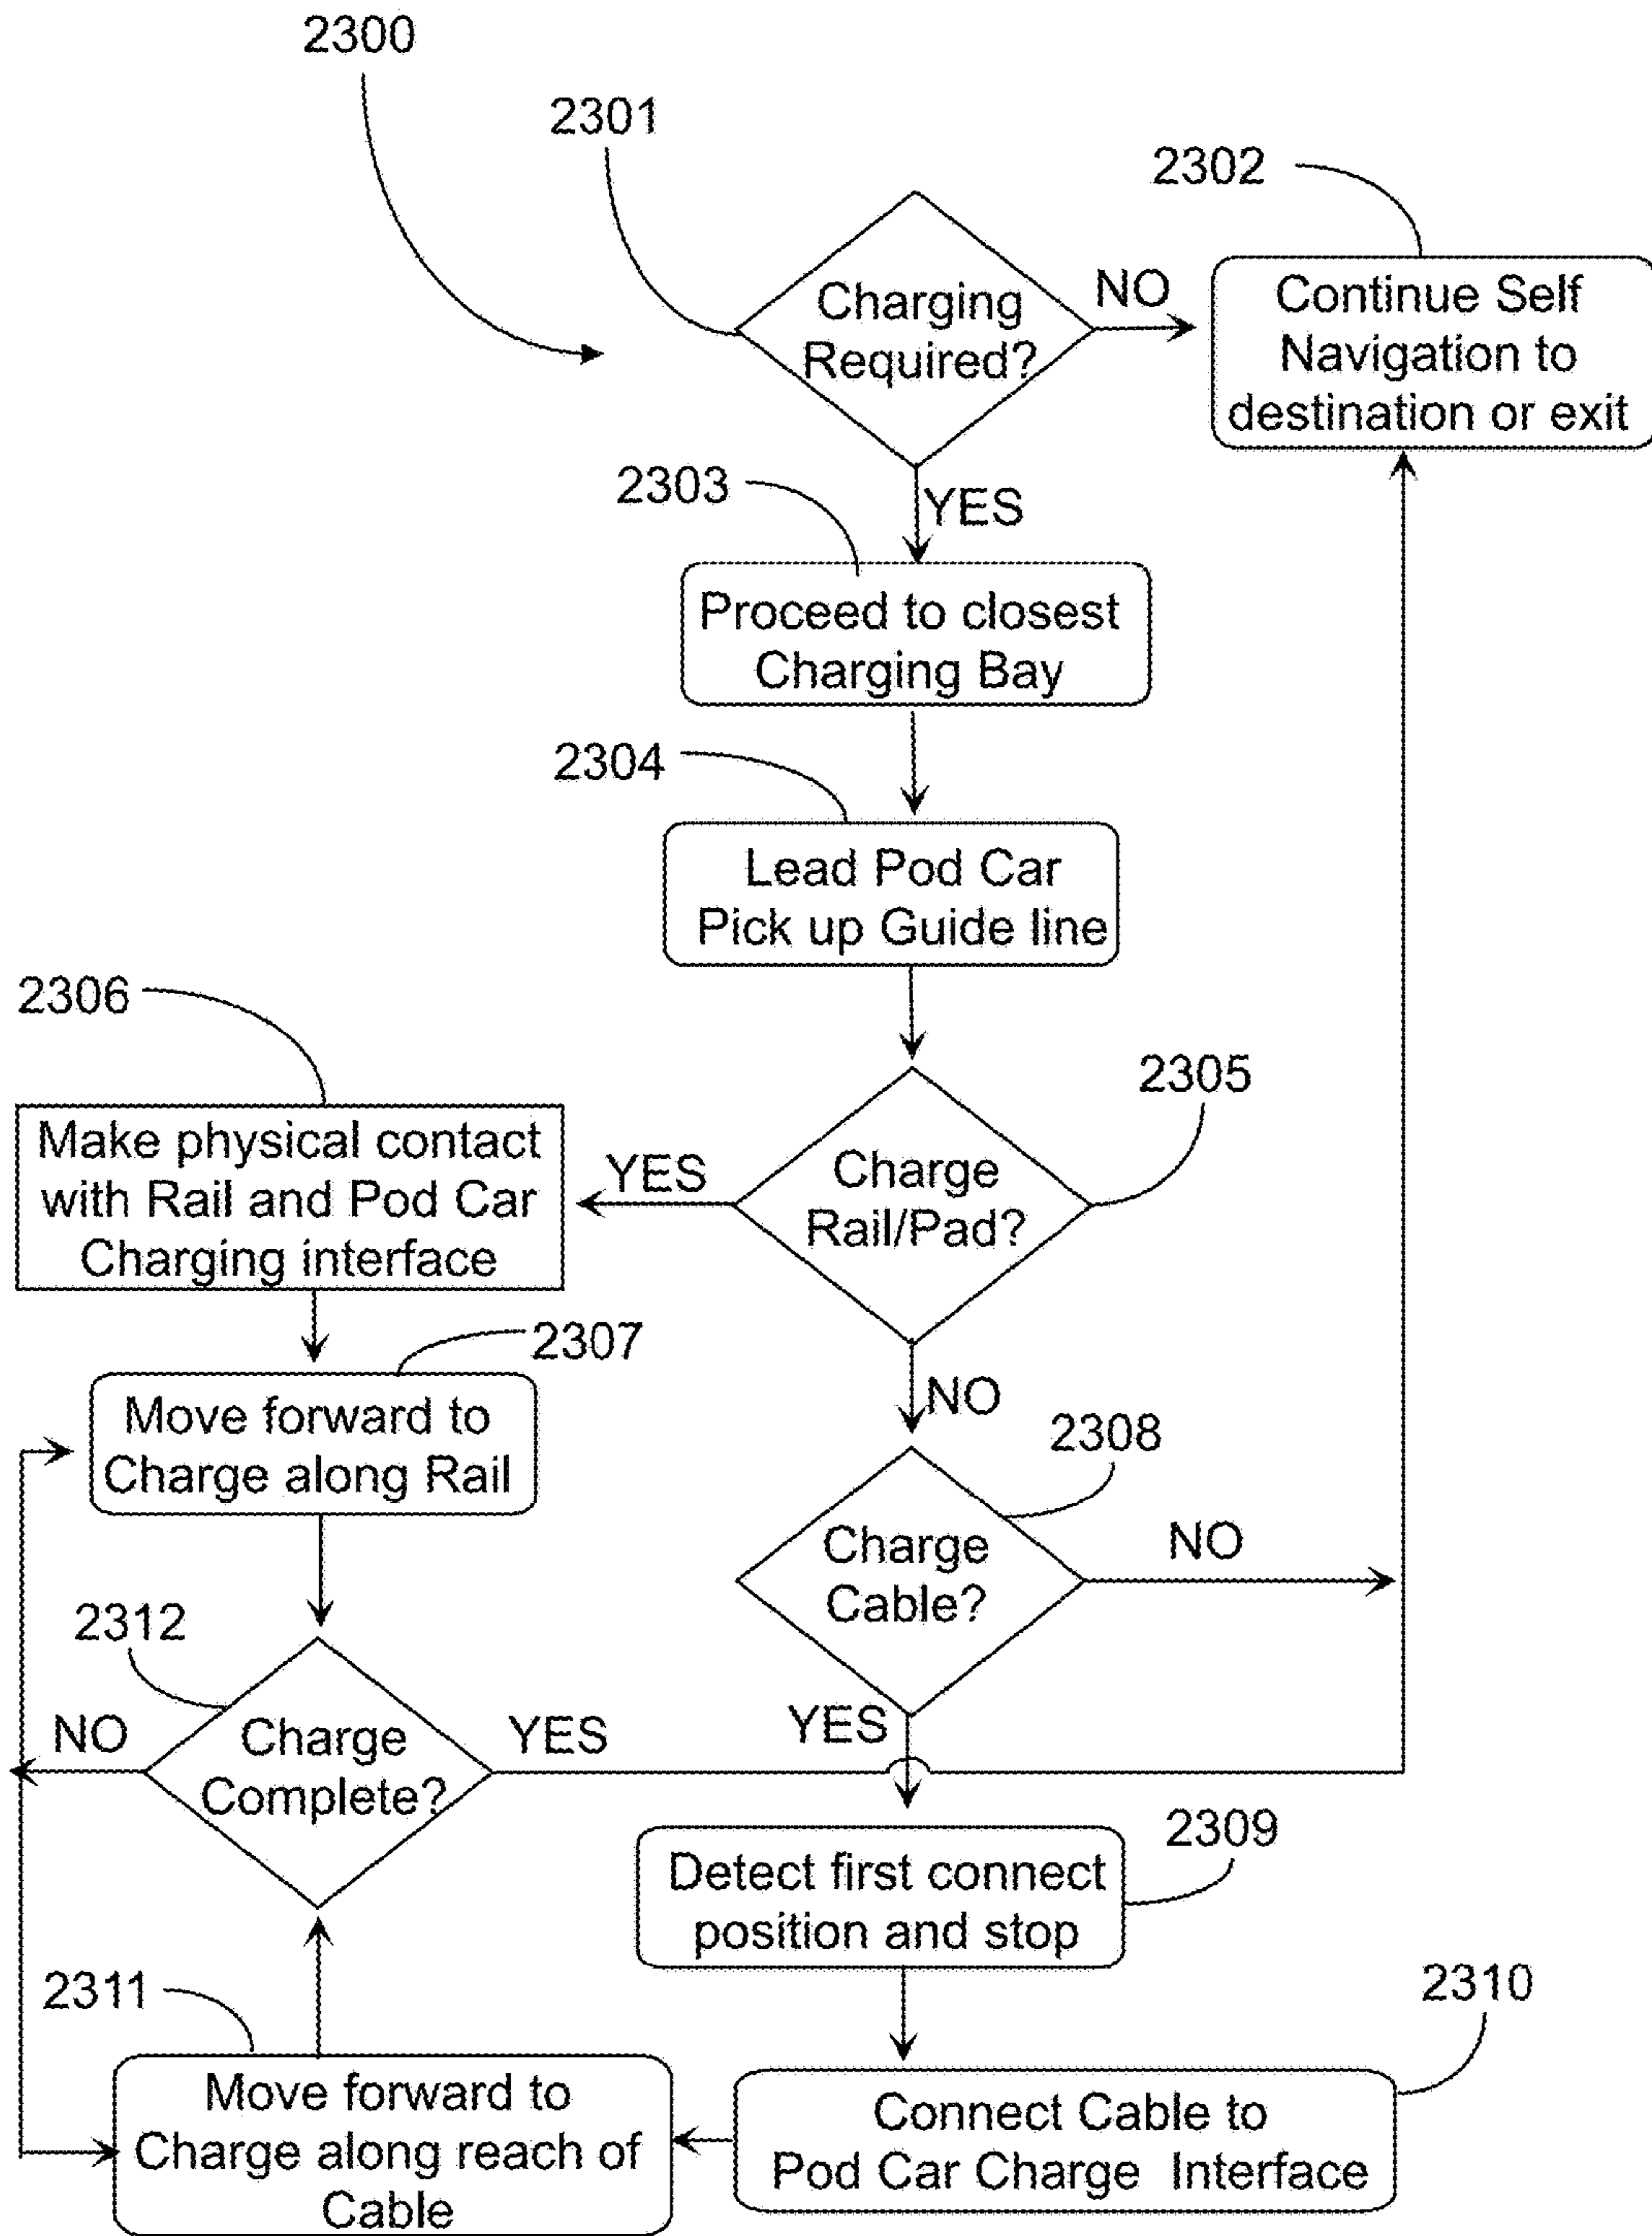 2300
2301
2302
Charging
Required?
NO
Continue Self
Navigation to
destination or exit
2303
YES
Proceed to closest
Charging Bay
2304
Lead Pod Car
Pick up Guide line
2306
2305
Make physical contact
with Rail and Pod Car
Charging interface
YES
Charge
Rail/Pad?
2307
NO
Move forward to
Charge along Rail
2308
Charge
Cable?
NO
2312
NO
Charge
Complete?
YES
YES
2309
Detect first connect
position and stop
2311
2310
Move forward to
Charge along reach of
Cable
Connect Cable to
Pod Car Charge Interface